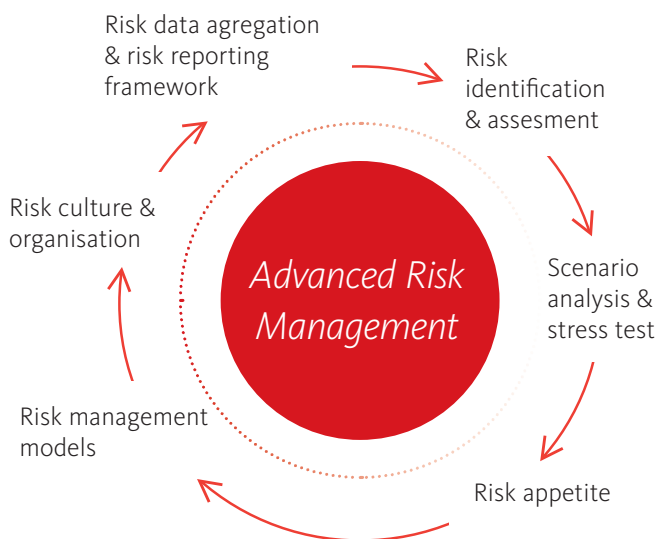 Risk data agregation
& risk reporting
framework
Risk
identification
& assesment
Scenario
analysis &
stress test
Risk appetite
Risk management
models
Risk culture &
organisation
Advanced Risk
Management